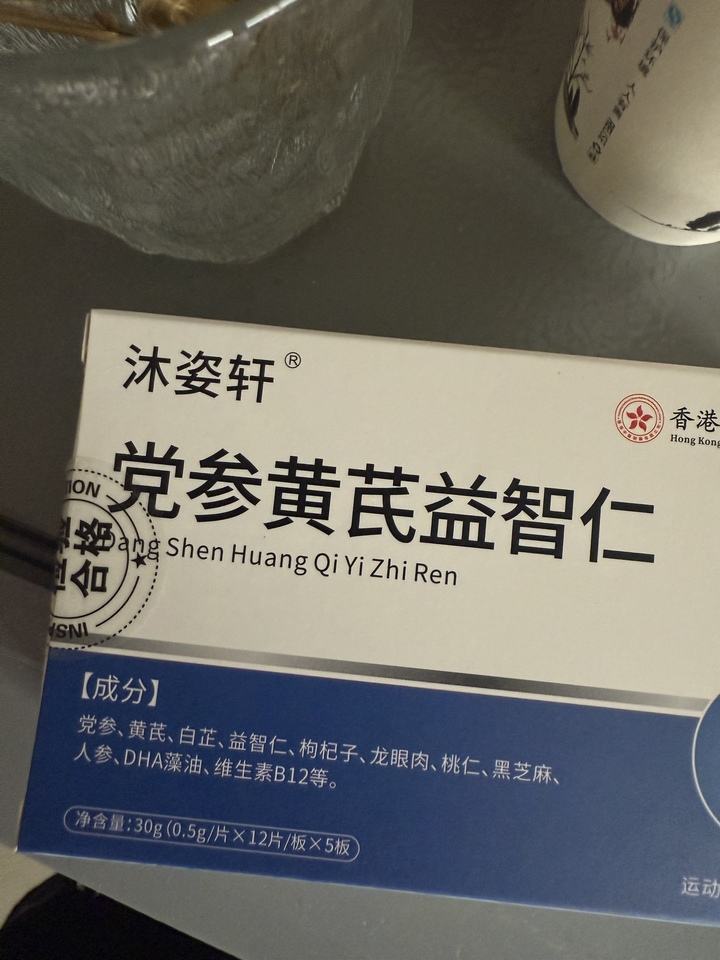 沐姿轩®
香港
Hong Kong
党参黄芪益智仁
Dang Shen Huang Qi Yi Zhi Ren
合格
【成分】
党参、黄芪、白芷、益智仁、枸杞子、龙眼肉、桃仁、黑芝麻、
人参、DHA藻油、维生素B12等。
净含量:30g(0.5g/片×12片/板×5板
运动